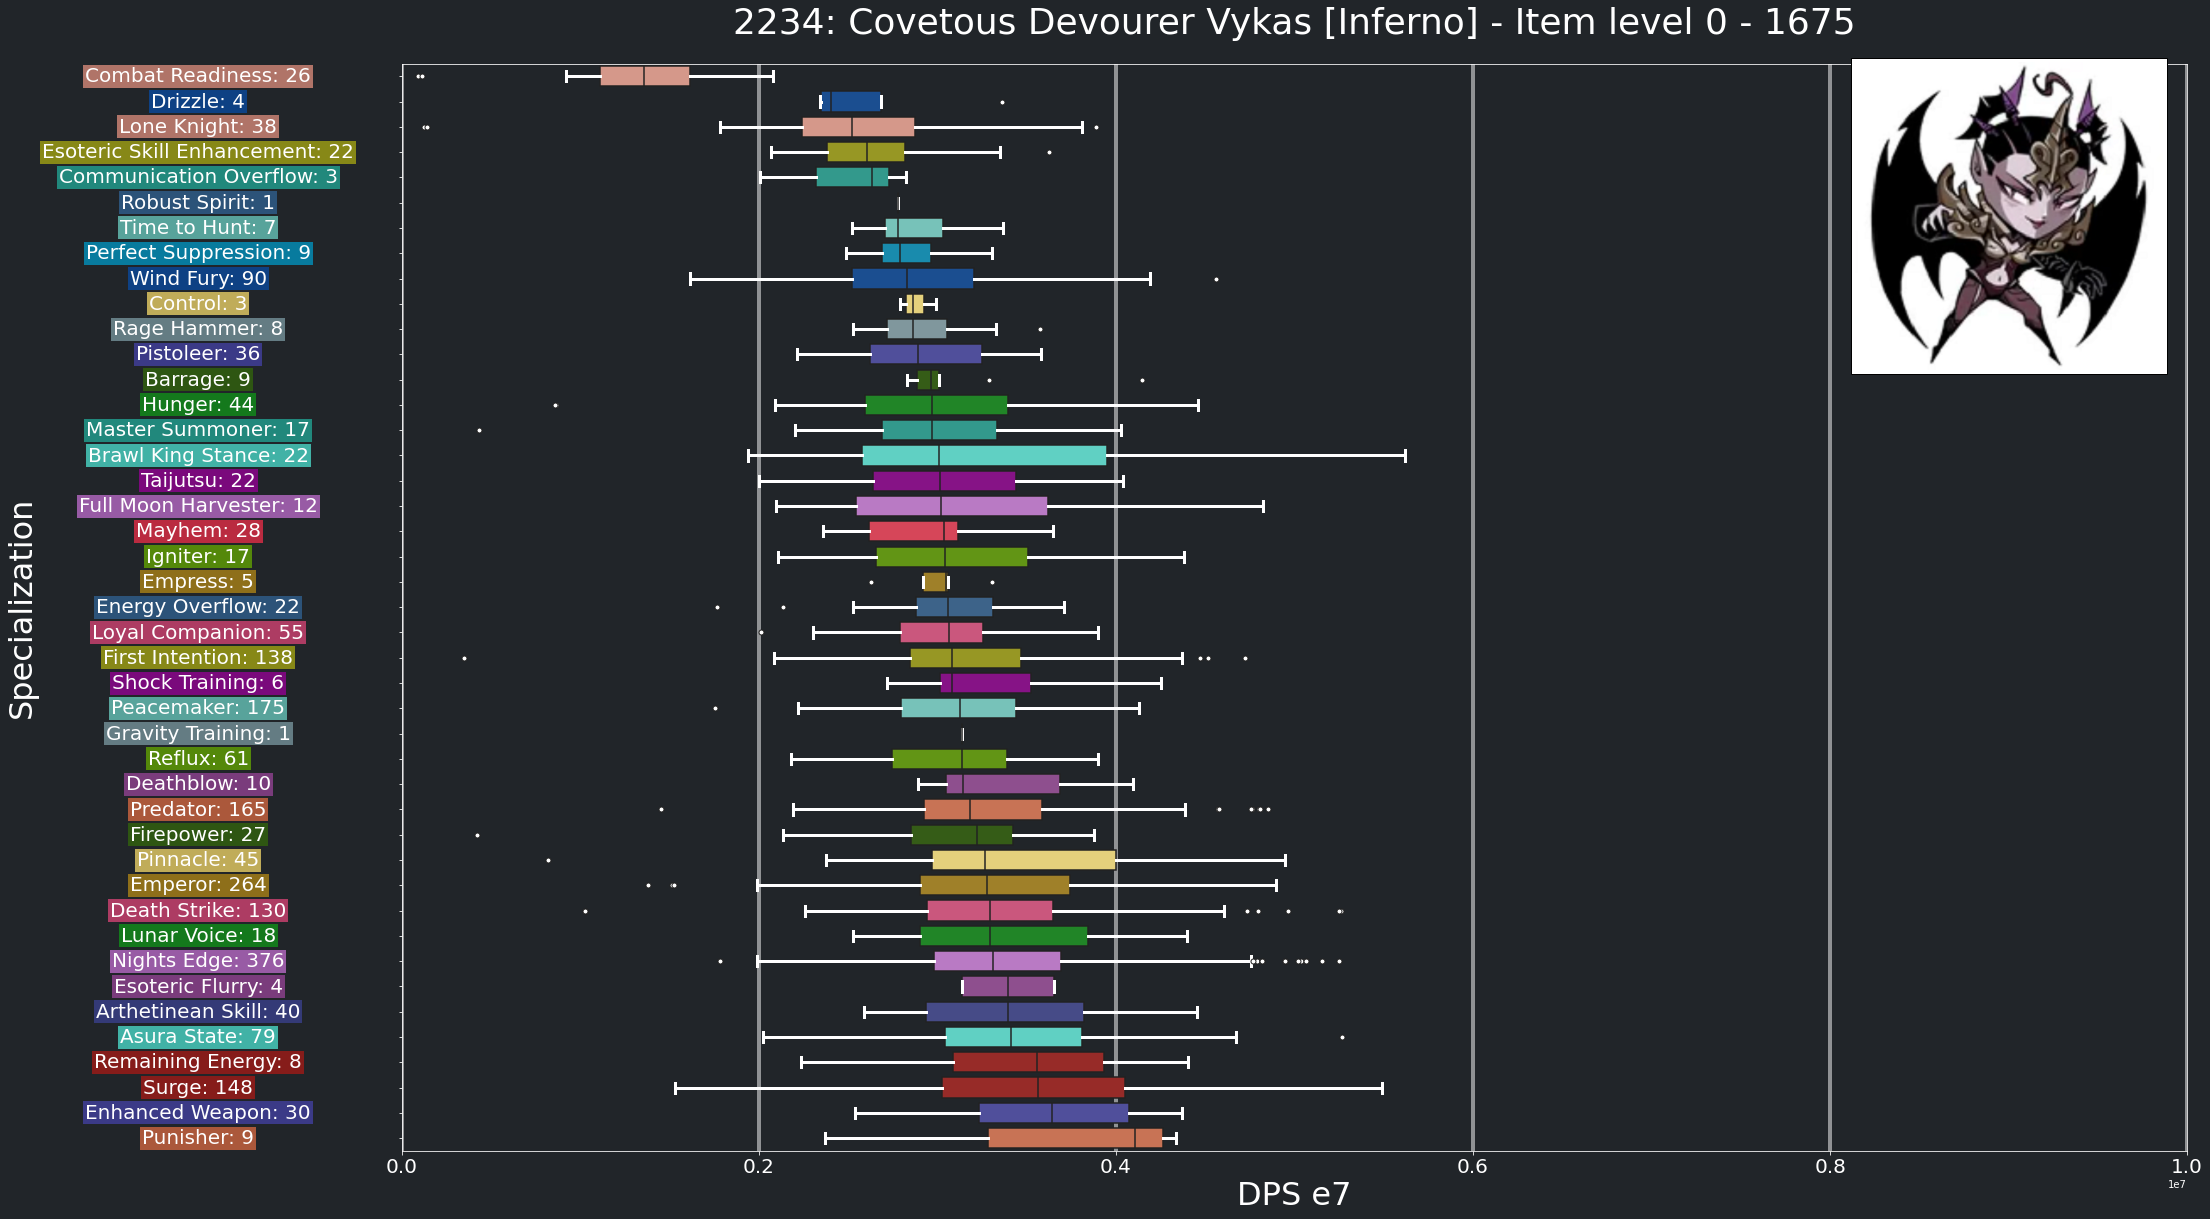 2234: Covetous Devourer Vykas [Inferno] - Item level 0 - 1675
Combat Readiness: 26
Drizzle: 4
Lone Knight: 38
Esoteric Skill Enhancement: 22
Communication Overflow: 3
Robust Spirit: 1
Time to Hunt: 7
Perfect Suppression: 9
Wind Fury: 90
Control: 3
Rage Hammer: 8
Pistoleer: 36
Barrage: 9
Hunger: 44
Master Summoner: 17
Brawl King Stance: 22
Taijutsu: 22
Full Moon Harvester: 12
Mayhem: 28
Igniter: 17
Empress: 5
Energy Overflow: 22
Loyal Companion: 55
First Intention: 138
Shock Training: 6
Peacemaker: 175
Gravity Training: 1
Reflux: 61
Deathblow: 10
Predator: 165
Firepower: 27
Pinnacle: 45
Emperor: 264
Death Strike: 130
Lunar Voice: 18
Nights Edge: 376
Esoteric Flurry: 4
Arthetinean Skill: 40
Asura State: 79
Remaining Energy: 8
Surge: 148
Enhanced Weapon: 30
Punisher: 9
Specialization
0.0 0.2 0.4 0.6 0.8 1.0
1e7
DPS e7